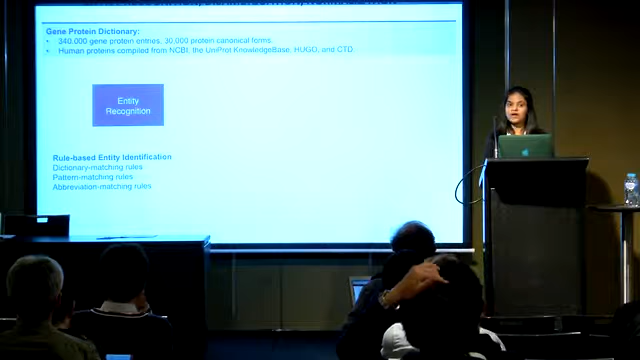 Gene Protein Dictionary:
• 340,000 gene protein entries, 30,000 protein canonical forms.
• Human proteins compiled from NCBI, the UniProt KnowledgeBase, HUGO, and CTD.
Entity
Recognition
Rule-based Entity Identification
Dictionary-matching rules
Pattern-matching rules
Abbreviation-matching rules